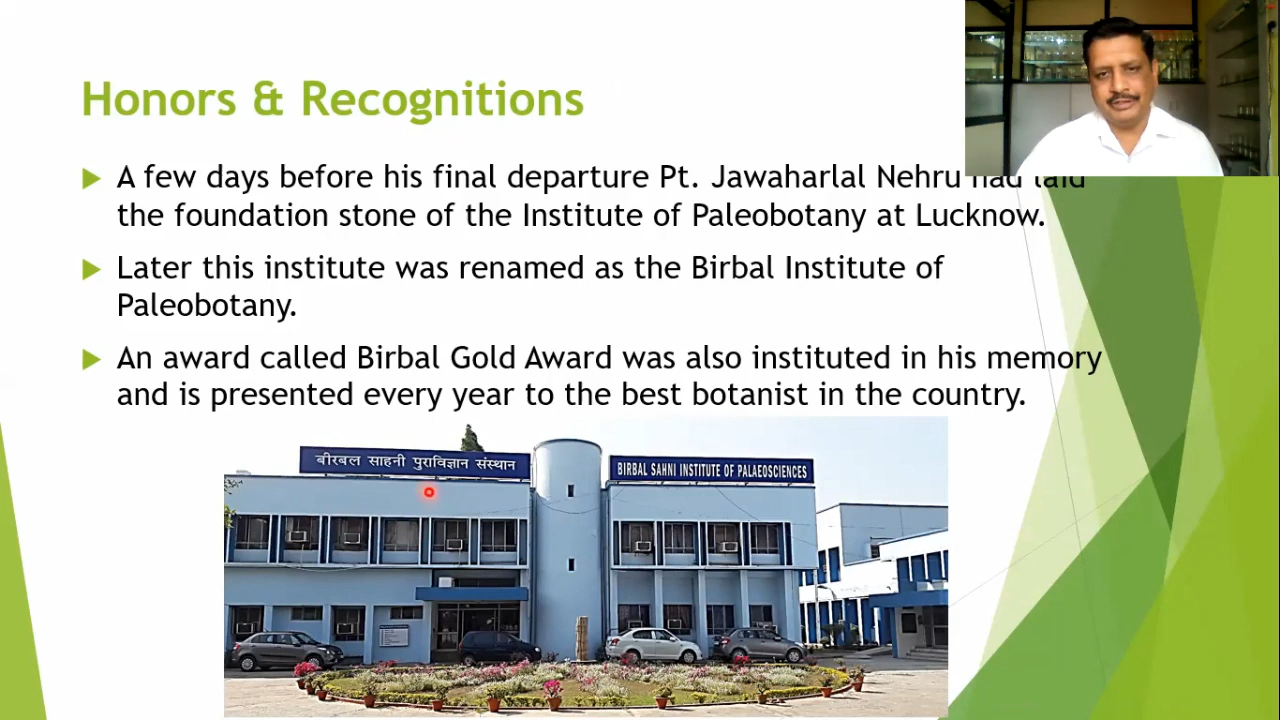 Honors & Recognitions
A few days before his final departure Pt. Jawaharlal Nehru had laid
the foundation stone of the Institute of Paleobotany at Lucknow.
Later this institute was renamed as the Birbal Institute of
Paleobotany.
An award called Birbal Gold Award was also instituted in his memory
and is presented every year to the best botanist in the country.
बीरबल साहनी पुराविज्ञान संस्थान
BIRBAL SAHNI INSTITUTE OF PALAEOSCIENCES